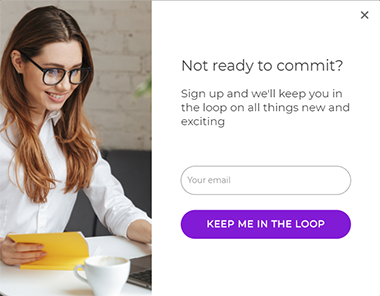 Not ready to commit?
Sign up and we'll keep you in
the loop on all things new and
exciting
Your email
KEEP ME IN THE LOOP